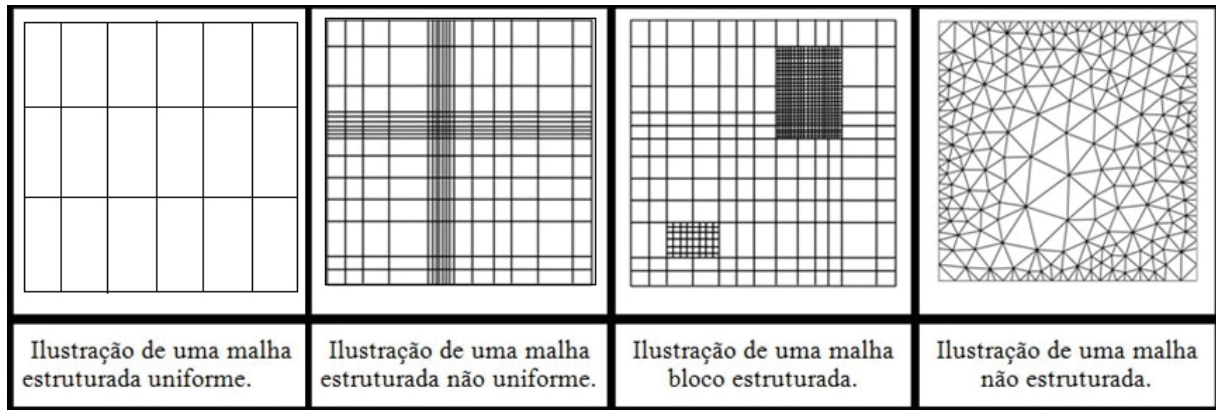 Ilustração de uma malha
estruturada uniforme.
Ilustração de uma malha
estruturada não uniforme.
Ilustração de uma malha
bloco estruturada.
Ilustração de uma malha
não estruturada.